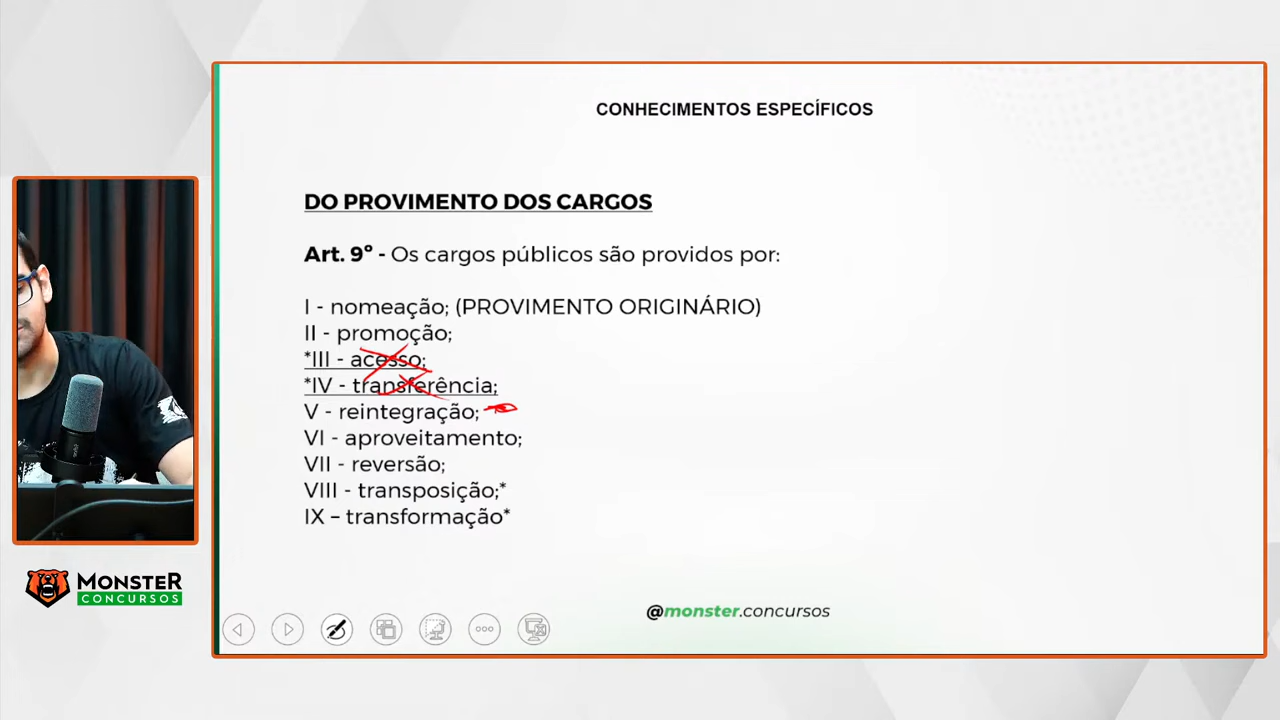 CONHECIMENTOS ESPECÍFICOS
DO PROVIMENTO DOS CARGOS
Art. 9º - Os cargos públicos são providos por:
I - nomeação; (PROVIMENTO ORIGINÁRIO)
II - promoção;
*III - acesso;
*IV - transferência;
V - reintegração;
VI - aproveitamento;
VII - reversão;
VIII - transposição;*
IX – transformação*
MONSTER
CONCURSOS
@monster.concursos